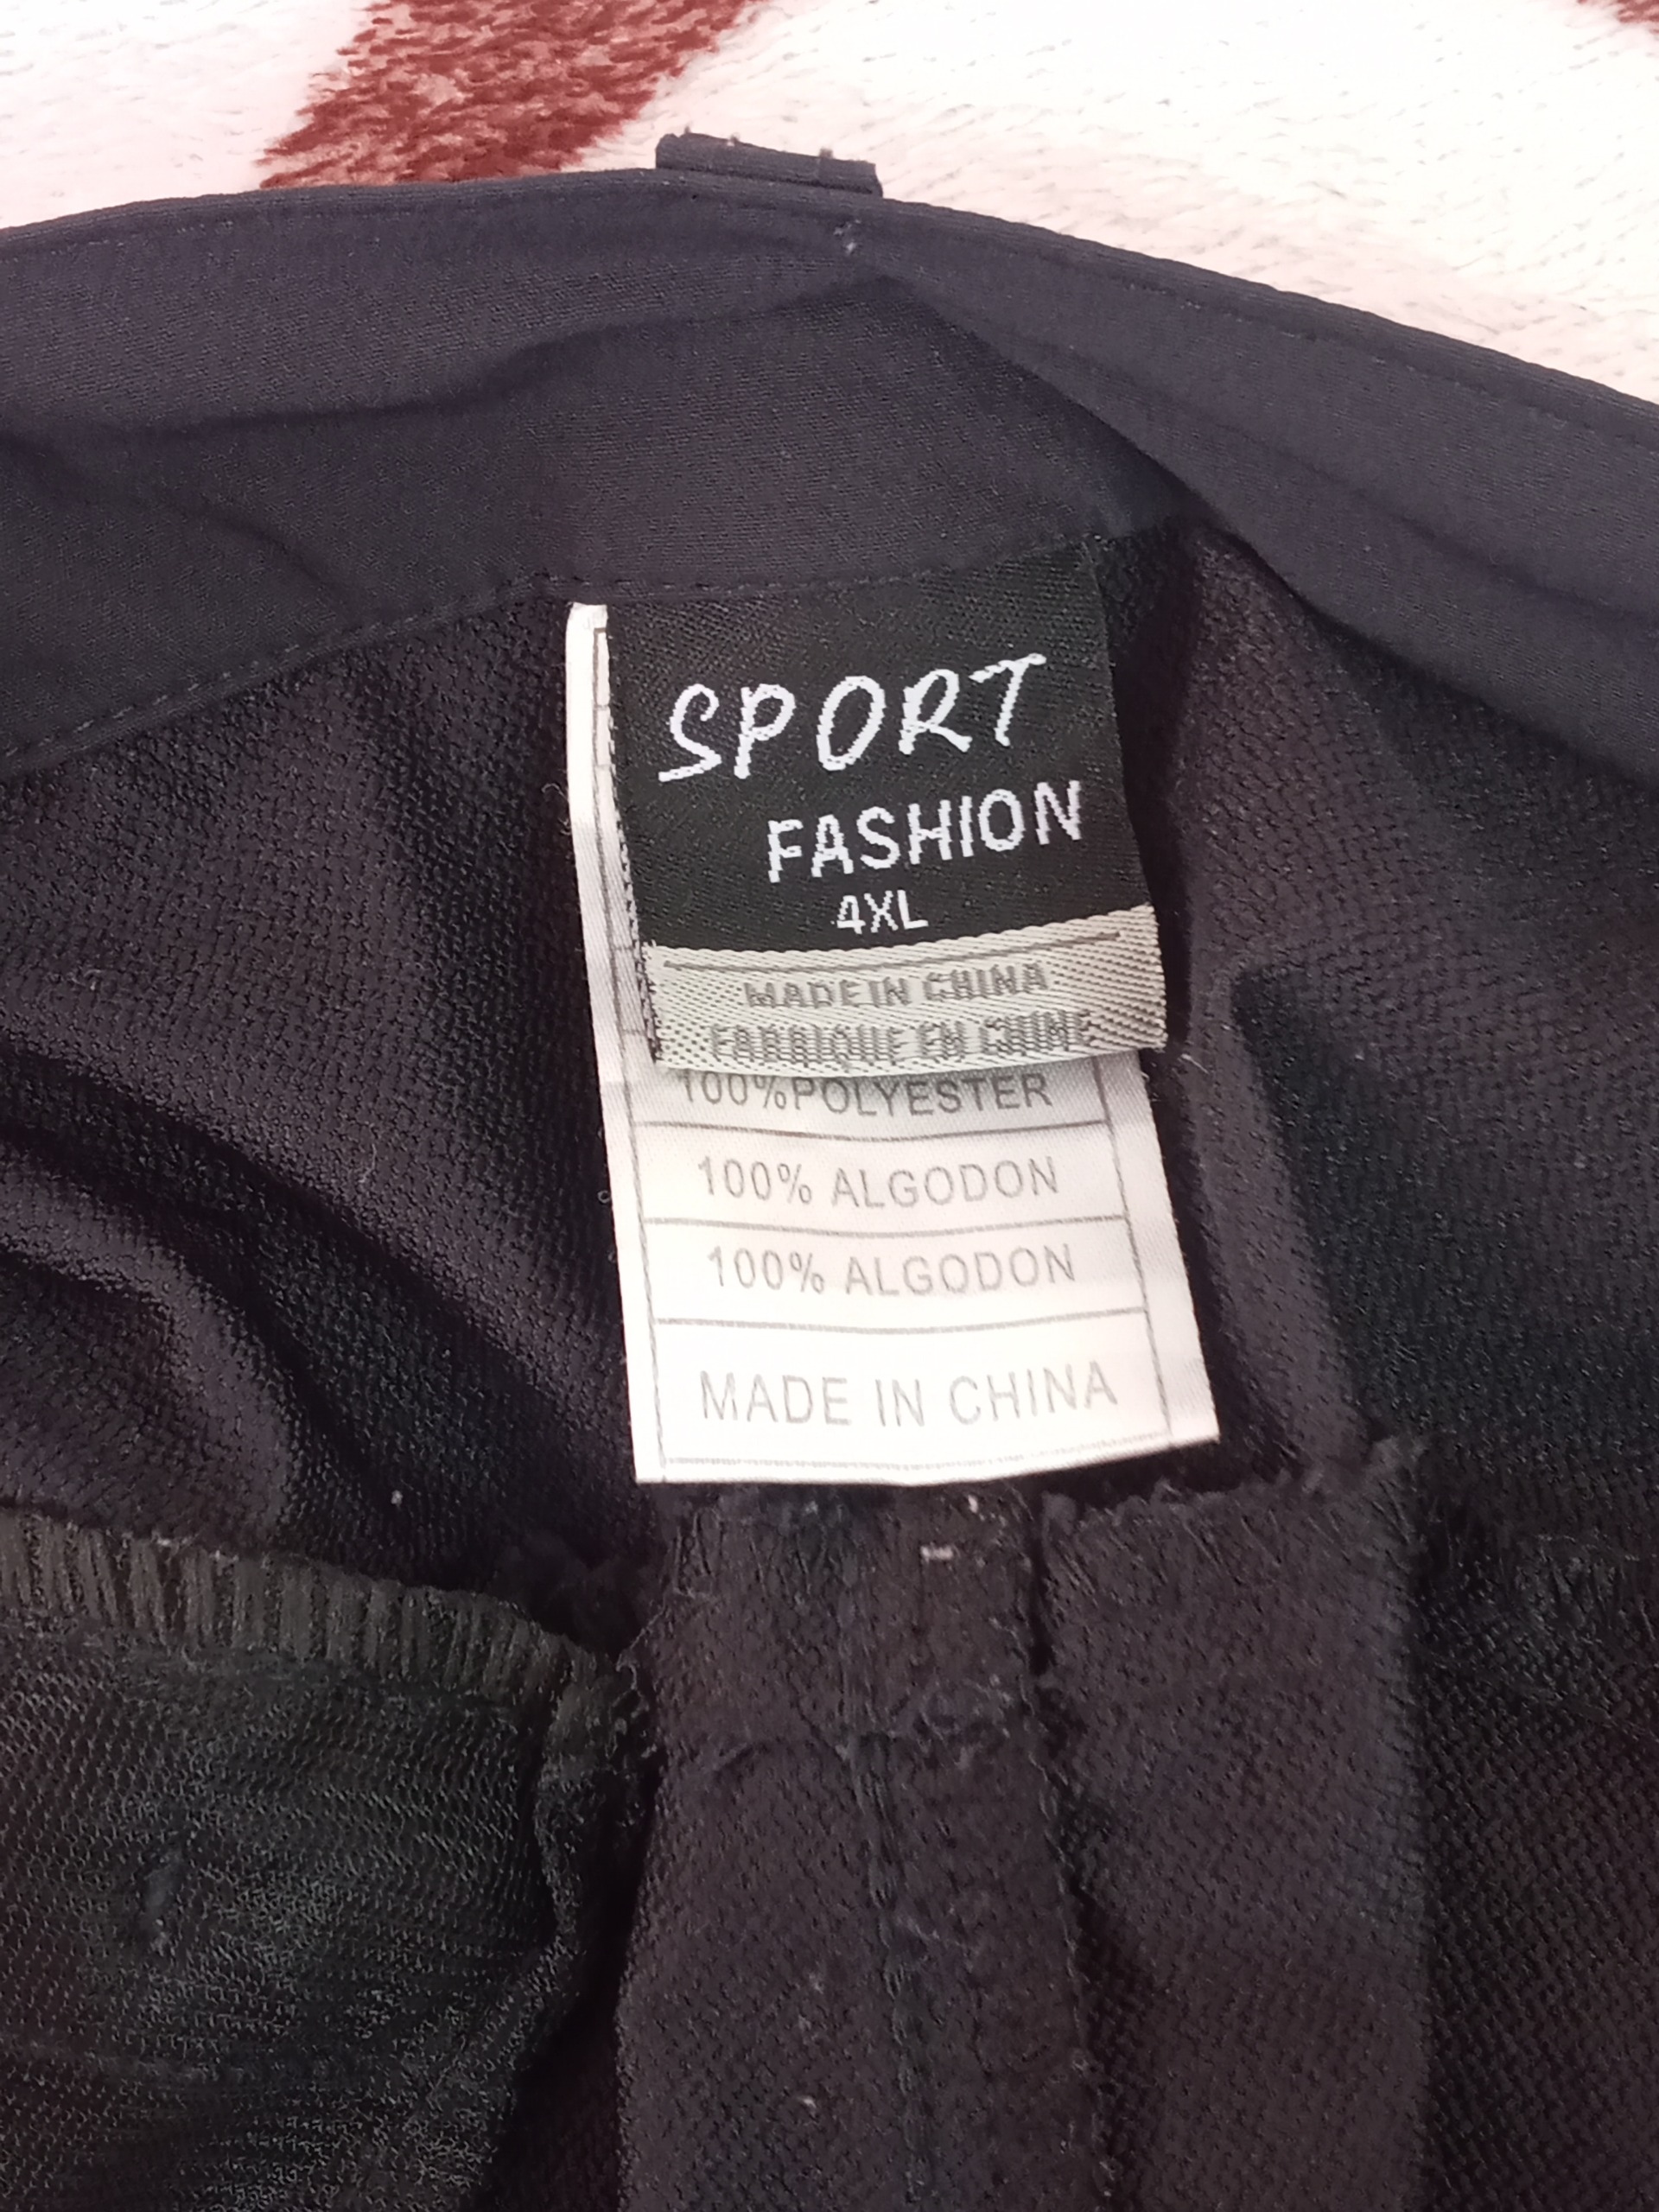 SPORT
FASHION
4XL
MADE IN CHINA
FABRIQUE EN CHINE
100%POLYESTER
100% ALGODON
100% ALGODON
MADE IN CHINA